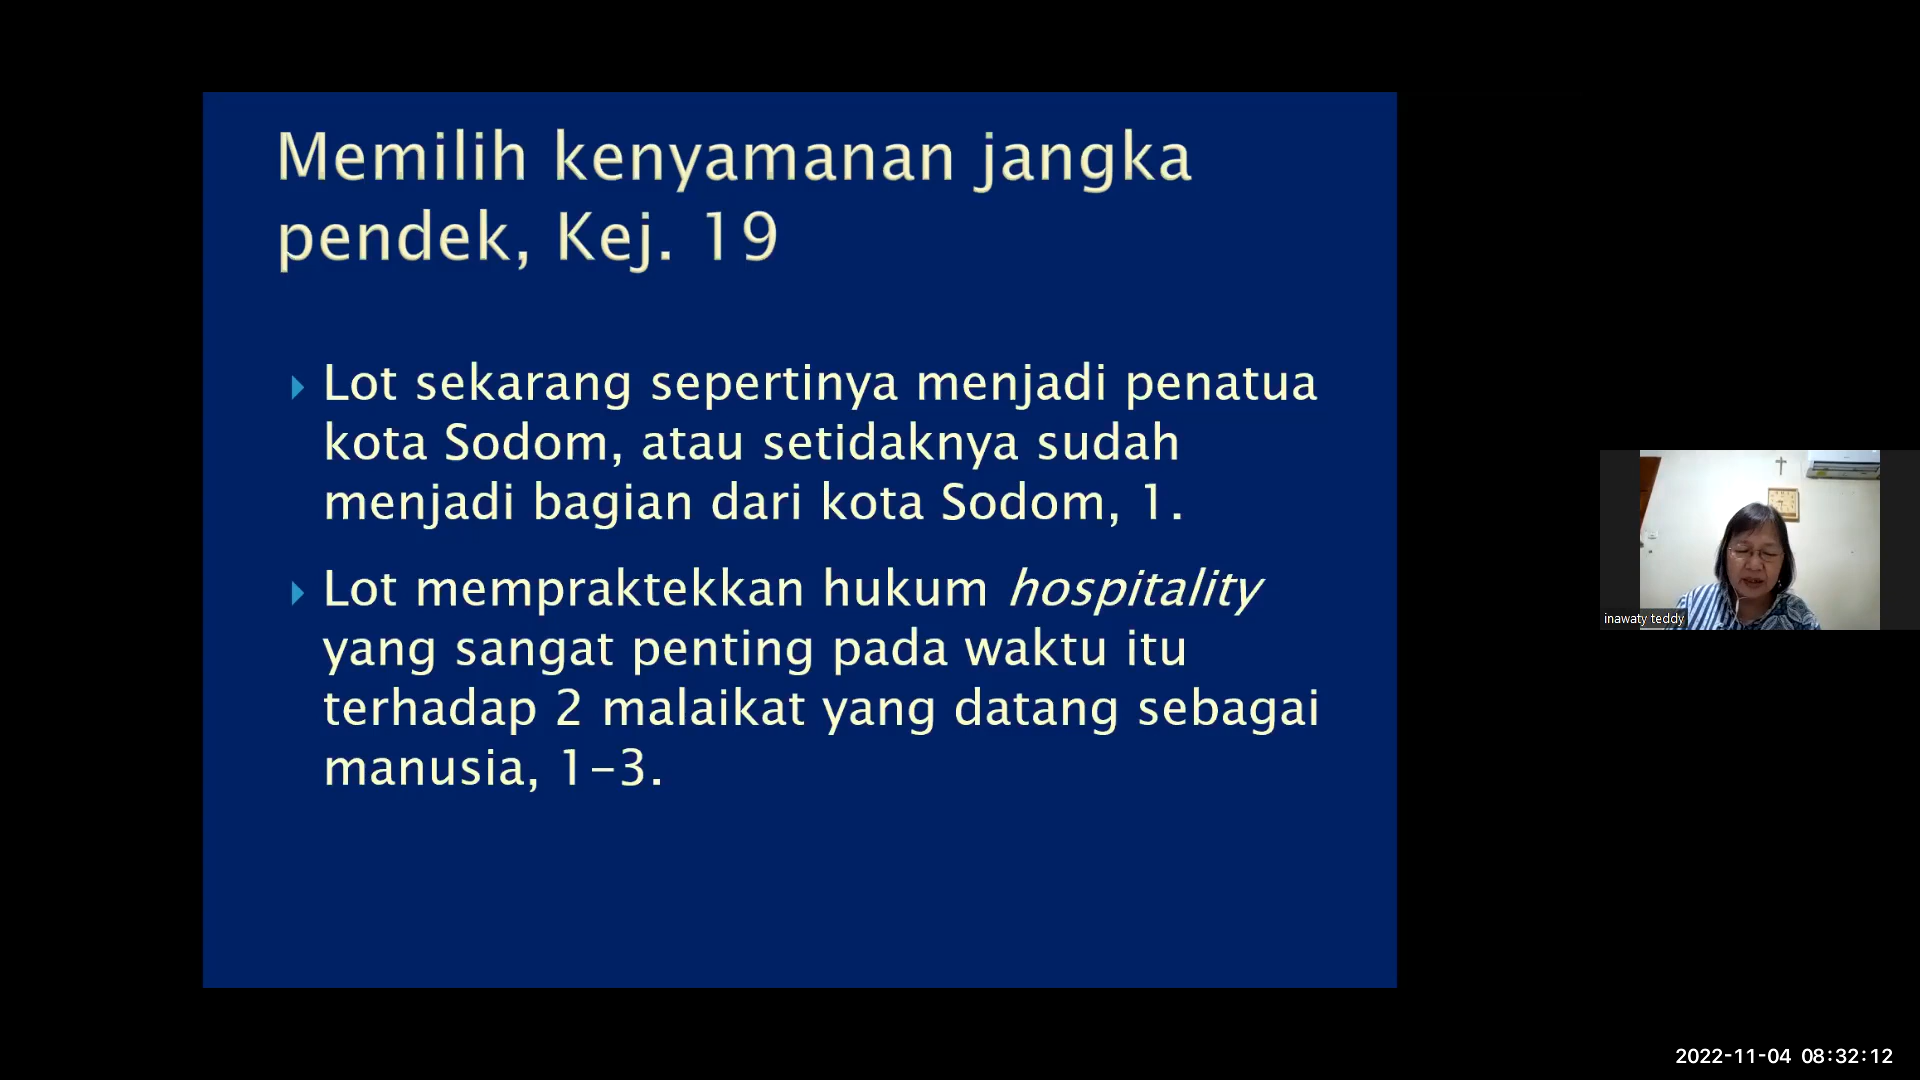 Memilih kenyamanan jangka
pendek, Kej. 19
Lot sekarang sepertinya menjadi penatua
kota Sodom, atau setidaknya sudah
menjadi bagian dari kota Sodom, 1.
Lot mempraktekkan hukum hospitality
yang sangat penting pada waktu itu
terhadap 2 malaikat yang datang sebagai
manusia, 1-3.
inawaty teddy
2022-11-04 08:32:12